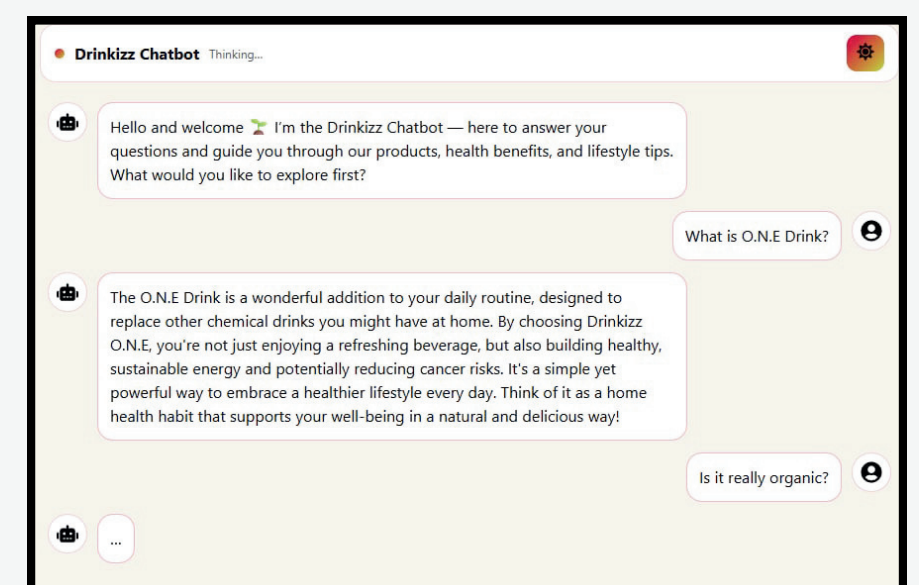 Drinkizz Chatbot Thinking...
Hello and welcome 🌱 I'm the Drinkizz Chatbot — here to answer your
questions and guide you through our products, health benefits, and lifestyle tips.
What would you like to explore first?
What is O.N.E Drink?
The O.N.E Drink is a wonderful addition to your daily routine, designed to
replace other chemical drinks you might have at home. By choosing Drinkizz
O.N.E, you're not just enjoying a refreshing beverage, but also building healthy,
sustainable energy and potentially reducing cancer risks. It's a simple yet
powerful way to embrace a healthier lifestyle every day. Think of it as a home
health habit that supports your well-being in a natural and delicious way!
Is it really organic?
...